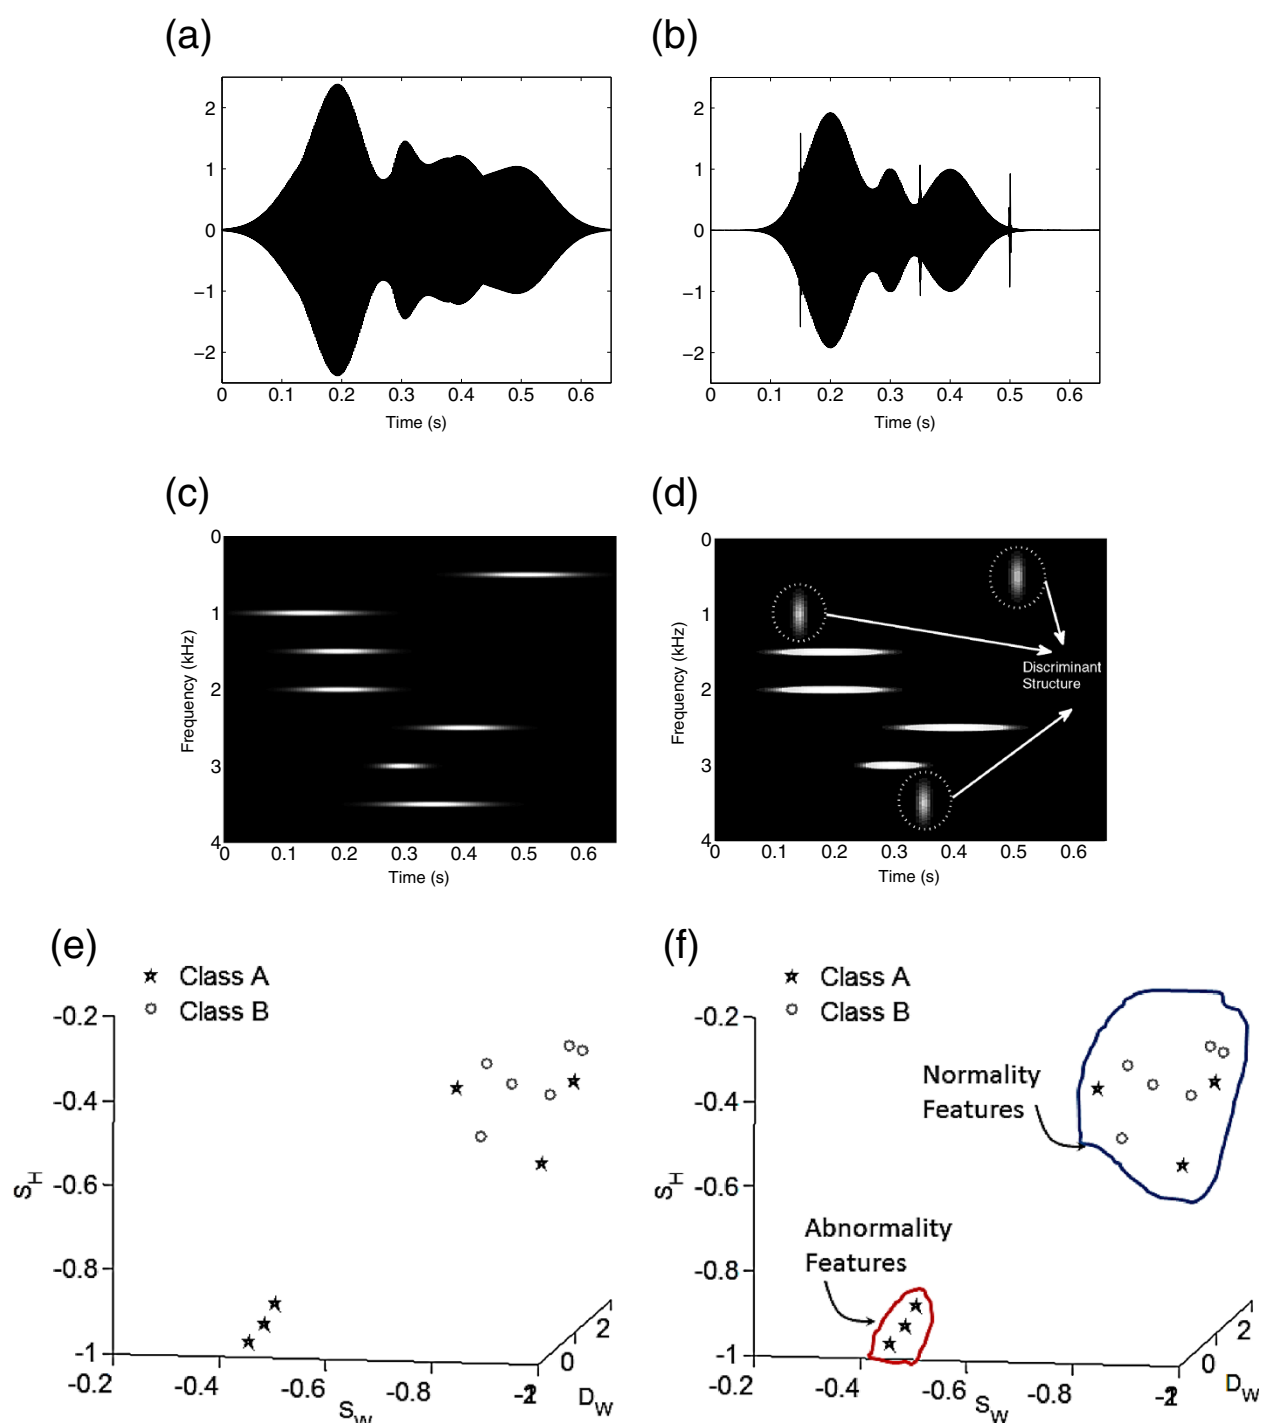 (a)
(b)
2
1
0
−1
−2
0 0.1 0.2 0.3 0.4 0.5 0.6
Time (s)
2
1
0
−1
−2
0 0.1 0.2 0.3 0.4 0.5 0.6
Time (s)
(c)
(d)
Frequency (kHz)
0
1
2
3
4
0 0.1 0.2 0.3 0.4 0.5 0.6
Time (s)
Frequency (kHz)
0
1
2
3
4
Discriminant
Structure
0 0.1 0.2 0.3 0.4 0.5 0.6
Time (s)
(e)
(f)
Class A
Class B
-0.2
-0.4
-0.6
-0.8
-1
S_H
-0.2 -0.4 -0.6 -0.8
S_W
0
2
D_W
Class A
Class B
Normality
Features
Abnormality
Features
-0.2
-0.4
-0.6
-0.8
-1
S_H
-0.2 -0.4 -0.6 -0.8
S_W
0
2
D_W